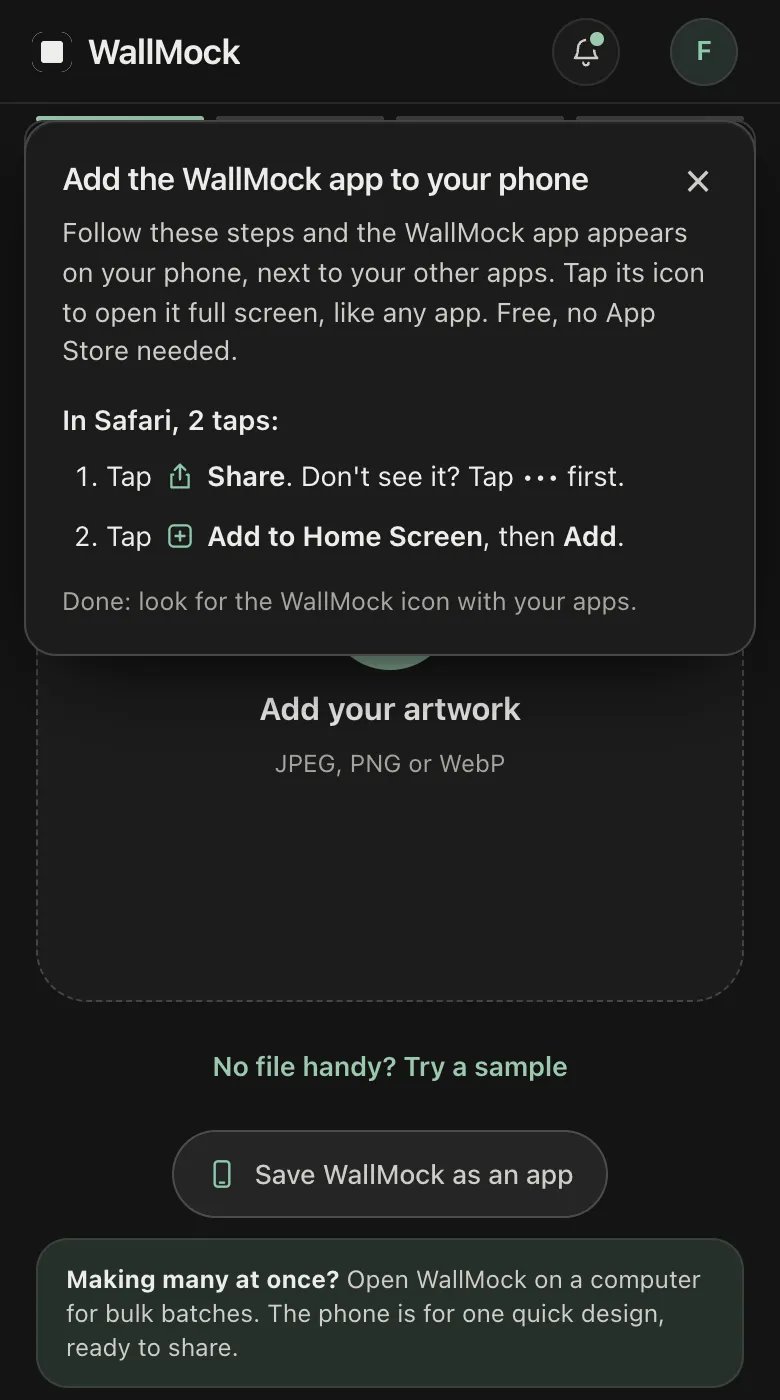 WallMock
F
Add the WallMock app to your phone
Follow these steps and the WallMock app appears
on your phone, next to your other apps. Tap its icon
to open it full screen, like any app. Free, no App
Store needed.
In Safari, 2 taps:
1. Tap Share. Don't see it? Tap ••• first.
2. Tap Add to Home Screen, then Add.
Done: look for the WallMock icon with your apps.
Add your artwork
JPEG, PNG or WebP
No file handy? Try a sample
Save WallMock as an app
Making many at once? Open WallMock on a computer
for bulk batches. The phone is for one quick design,
ready to share.